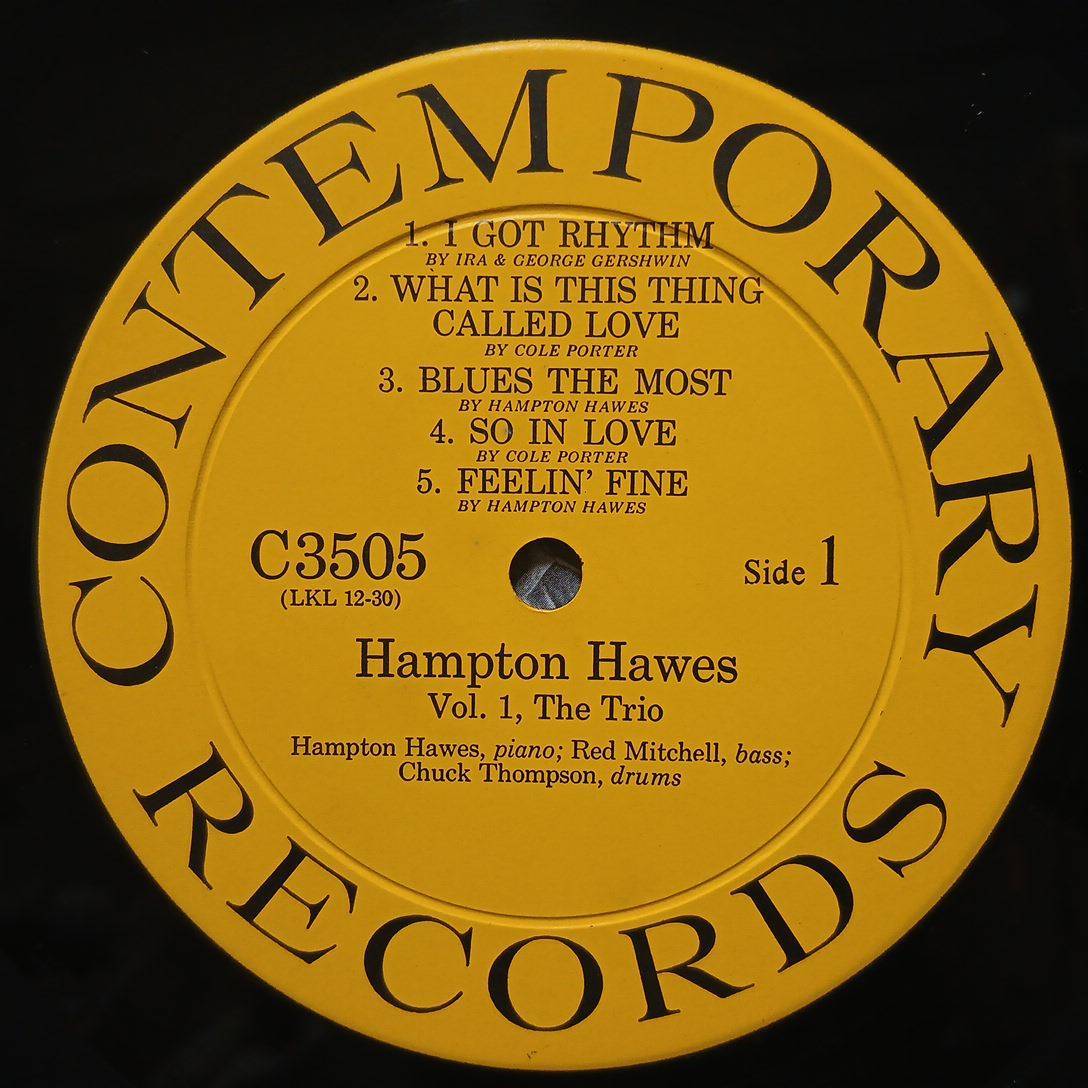 CONTEMPORARY
1. I GOT RHYTHM
BY IRA & GEORGE GERSHWIN
2. WHAT IS THIS THING
CALLED LOVE
BY COLE PORTER
3. BLUES THE MOST
BY HAMPTON HAWES
4. SO IN LOVE
BY COLE PORTER
5. FEELIN' FINE
BY HAMPTON HAWES
C3505 Side 1
(LKL 12-30)
Hampton Hawes
Vol. 1, The Trio
Hampton Hawes, piano; Red Mitchell, bass;
Chuck Thompson, drums
RECORDS